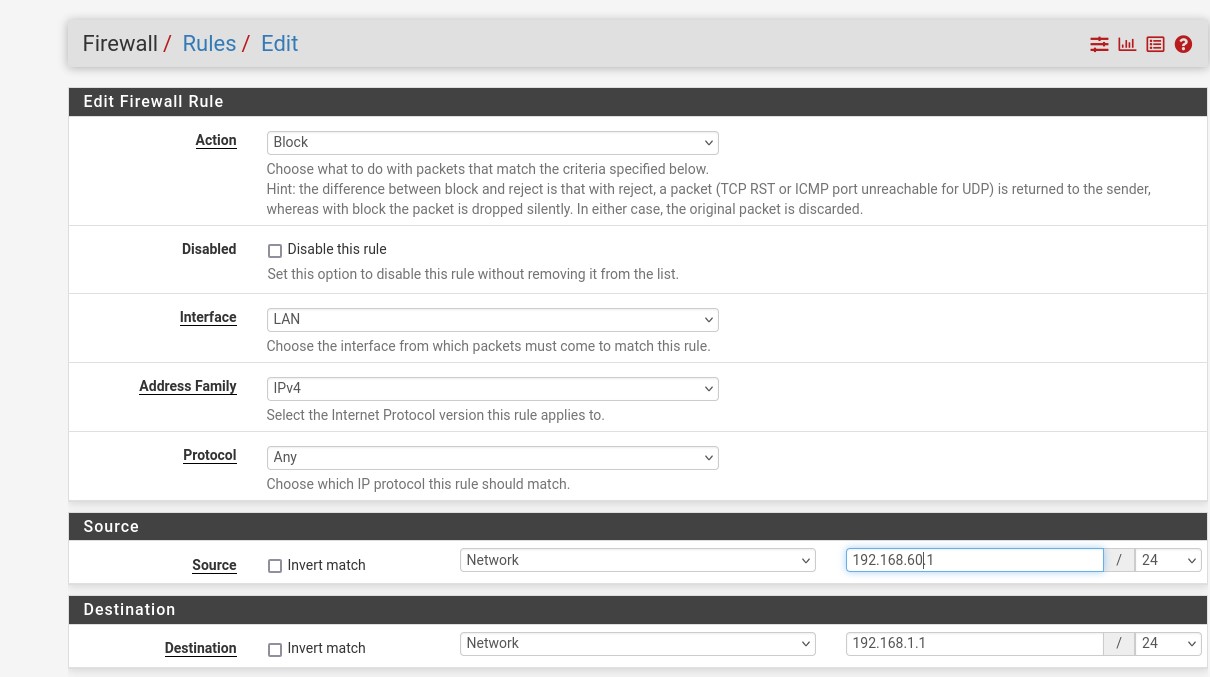 Firewall / Rules / Edit
Edit Firewall Rule
Action
Block
Choose what to do with packets that match the criteria specified below.
Hint: the difference between block and reject is that with reject, a packet (TCP RST or ICMP port unreachable for UDP) is returned to the sender,
whereas with block the packet is dropped silently. In either case, the original packet is discarded.
Disabled
Disable this rule
Set this option to disable this rule without removing it from the list.
Interface
LAN
Choose the interface from which packets must come to match this rule.
Address Family
IPv4
Select the Internet Protocol version this rule applies to.
Protocol
Any
Choose which IP protocol this rule should match.
Source
Source Invert match Network 192.168.60.1 / 24
Destination
Destination Invert match Network 192.168.1.1 / 24